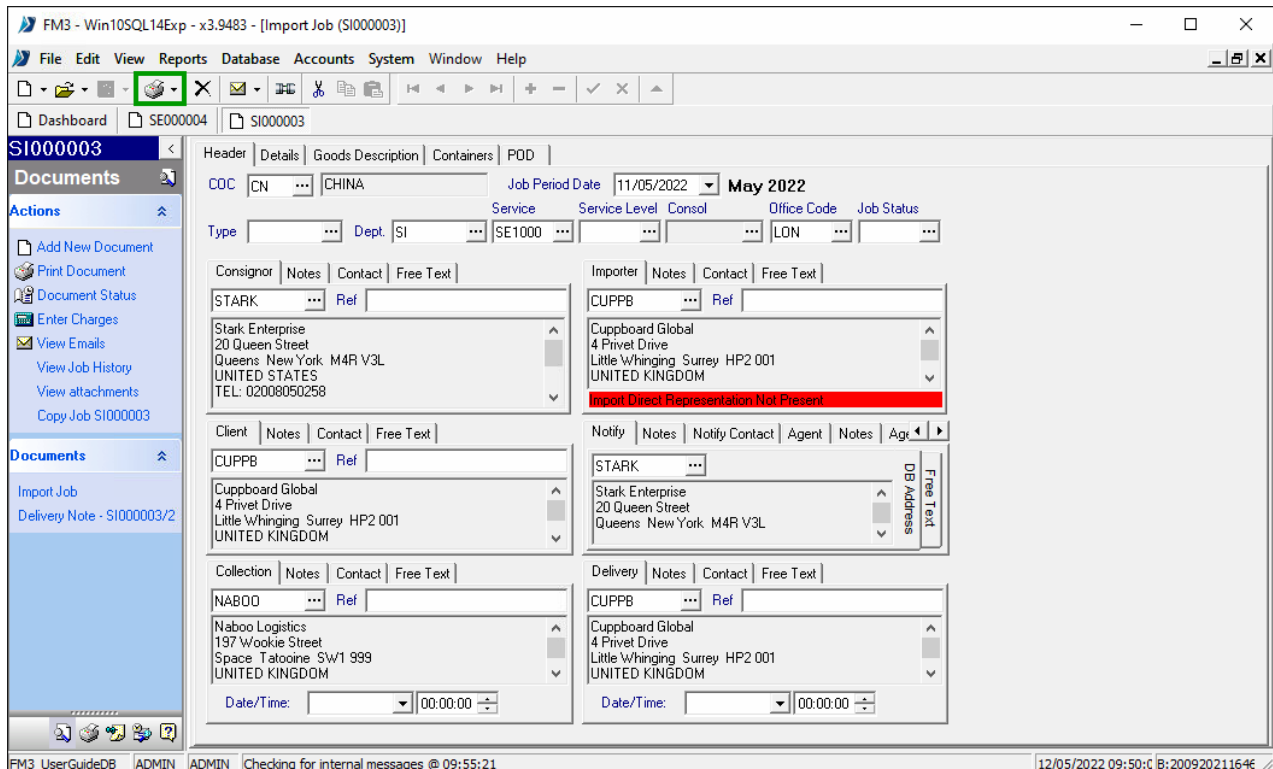 FM3 - Win10SQL14Exp - x3.9483 - [Import Job (SI000003)]
File Edit View Reports Database Accounts System Window Help
Dashboard SE000004 SI000003
SI000003
Documents
Actions
Add New Document
Print Document
Document Status
Enter Charges
View Emails
View Job History
View attachments
Copy Job SI000003
Documents
Import Job
Delivery Note - SI000003/2
Header Details Goods Description Containers POD
COC CN CHINA Job Period Date 11/05/2022 May 2022
Service Service Level Consol Office Code Job Status
Type Dept. SI SE1000 LON
Consignor Notes Contact Free Text
STARK Ref
Stark Enterprise
20 Queen Street
Queens New York M4R V3L
UNITED STATES
TEL: 02008050258
Importer Notes Contact Free Text
CUPPB Ref
Cuppboard Global
4 Privet Drive
Little Whinging Surrey HP2 001
UNITED KINGDOM
Import Direct Representation Not Present
Client Notes Contact Free Text
CUPPB Ref
Cuppboard Global
4 Privet Drive
Little Whinging Surrey HP2 001
UNITED KINGDOM
Notify Notes Notify Contact Agent Notes Age
STARK
Stark Enterprise
20 Queen Street
Queens New York M4R V3L
DB Address
Free Text
Collection Notes Contact Free Text
NABOO Ref
Naboo Logistics
197 Wookie Street
Space Tatooine SW1 999
UNITED KINGDOM
Date/Time: 00:00:00
Delivery Notes Contact Free Text
CUPPB Ref
Cuppboard Global
4 Privet Drive
Little Whinging Surrey HP2 001
UNITED KINGDOM
Date/Time: 00:00:00
FM3_UserGuideDB ADMIN ADMIN Checking for internal messages @ 09:55:21 12/05/2022 09:50:0 B:20092021164